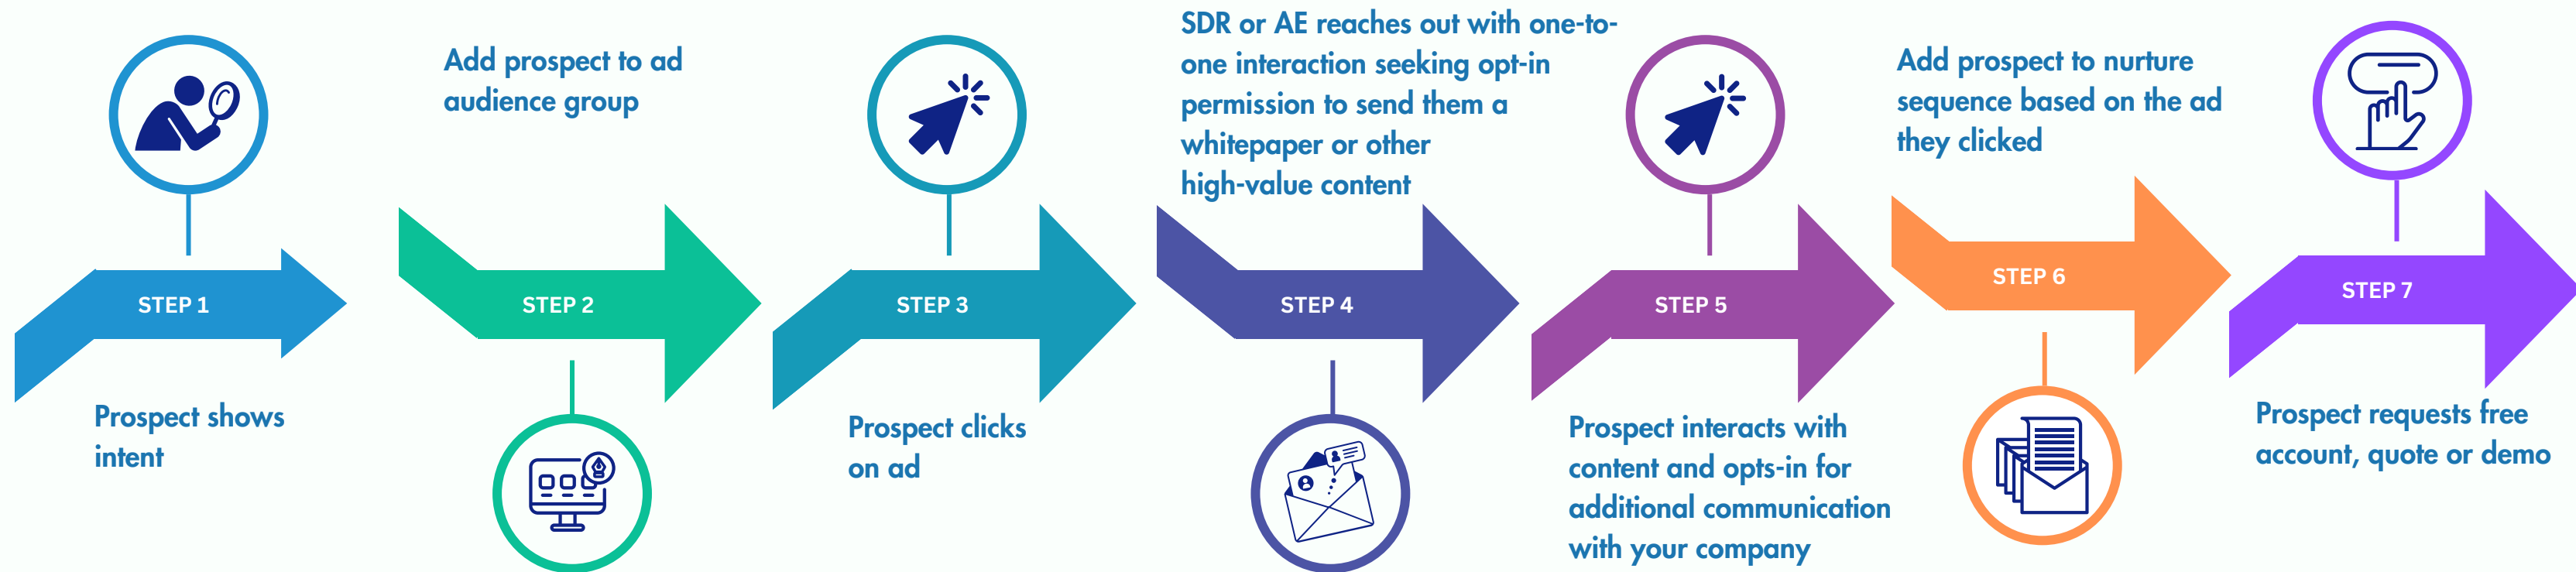 STEP 1
Prospect shows
intent
Add prospect to ad
audience group
STEP 2
STEP 3
Prospect clicks
on ad
SDR or AE reaches out with one-to-
one interaction seeking opt-in
permission to send them a
whitepaper or other
high-value content
STEP 4
STEP 5
Prospect interacts with
content and opts-in for
additional communication
with your company
Add prospect to nurture
sequence based on the ad
they clicked
STEP 6
STEP 7
Prospect requests free
account, quote or demo